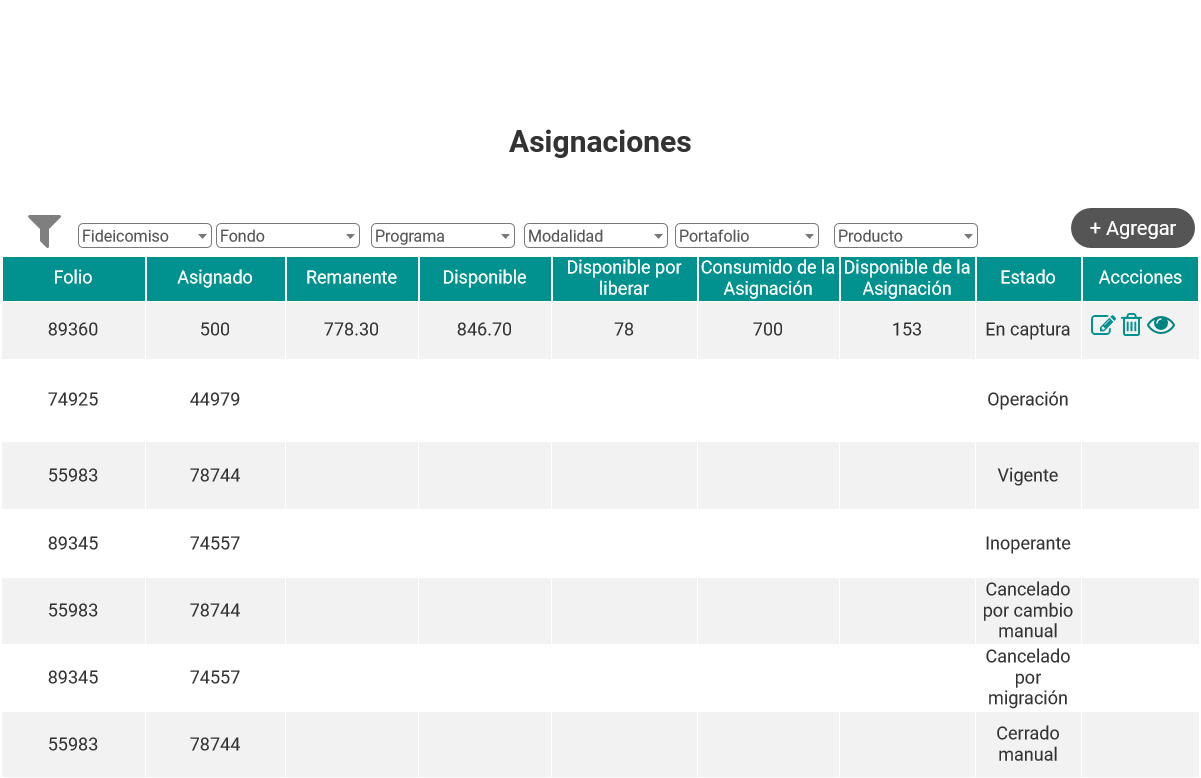 Asignaciones
Fideicomiso Fondo Programa Modalidad Portafolio Producto + Agregar
Folio Asignado Remanente Disponible Disponible por liberar Consumido de la Asignación Disponible de la Asignación Estado Accciones
89360 500 778.30 846.70 78 700 153 En captura
74925 44979 Operación
55983 78744 Vigente
89345 74557 Inoperante
55983 78744 Cancelado por cambio manual
89345 74557 Cancelado por migración
55983 78744 Cerrado manual